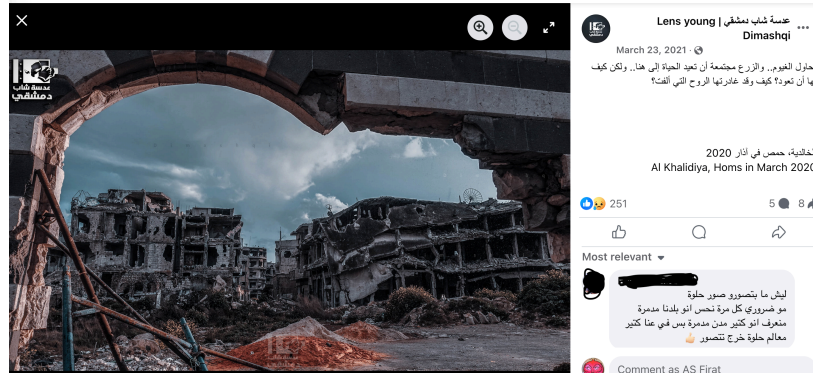 عدسة شاب
دمشقي
عدسة شاب دمشقي | Lens young
Dimashqi
March 23, 2021
الغيوم.. والزرع مجتمعة أن تعيد الحياة إلى هنا.. ولكن كيف
أن تعود؟ كيف وقد غادرتها الروح التي ألفت؟
حمص في آذار 2020
Al Khalidiya, Homs in March 2020
251
5
8
Most relevant
ليش ما بتصورو صور حلوة
مو ضروري كل مرة نحس انو بلدنا مدمرة
منعرف انو كتير مدن مدمرة بس في عنا كتير
معالم حلوة خرج تتصور 👍🏻
Comment as AS Firat